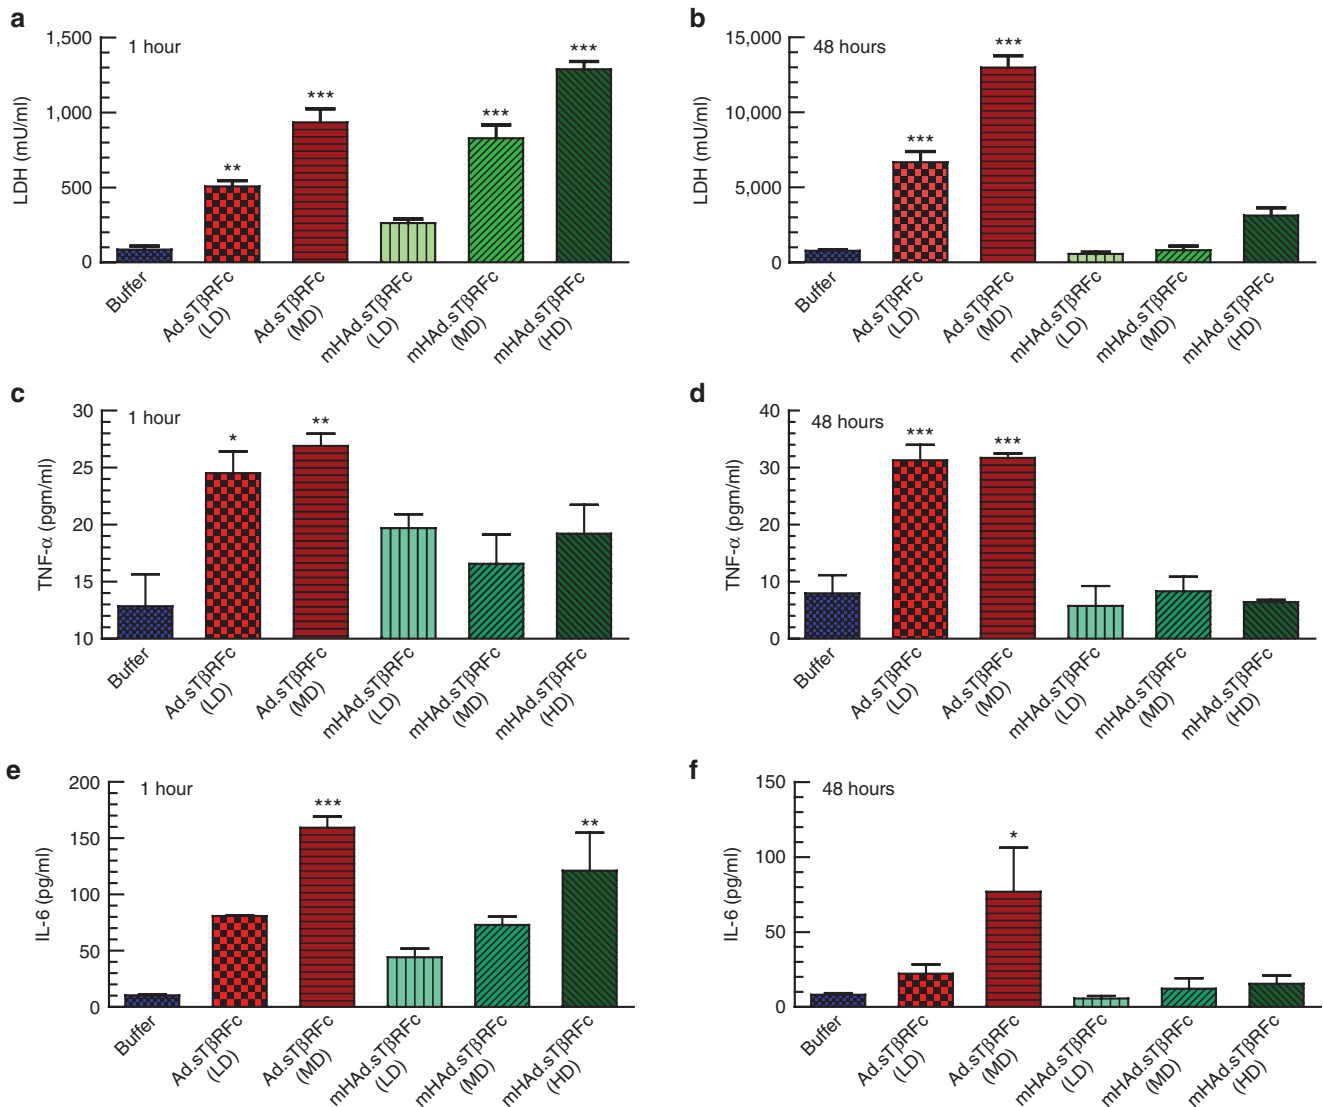 a
1 hour
***
***
***
**
1,500
1,000
500
0
LDH (mU/ml)
Buffer
Ad.sTβRFc
(LD)
Ad.sTβRFc
(MD)
mHAd.sTβRFc
(LD)
mHAd.sTβRFc
(MD)
mHAd.sTβRFc
(HD)
b
48 hours
***
***
15,000
10,000
5,000
0
LDH (mU/ml)
Buffer
Ad.sTβRFc
(LD)
Ad.sTβRFc
(MD)
mHAd.sTβRFc
(LD)
mHAd.sTβRFc
(MD)
mHAd.sTβRFc
(HD)
c
1 hour
*
**
30
25
20
15
10
TNF-α (pgm/ml)
Buffer
Ad.sTβRFc
(LD)
Ad.sTβRFc
(MD)
mHAd.sTβRFc
(LD)
mHAd.sTβRFc
(MD)
mHAd.sTβRFc
(HD)
d
48 hours
***
***
40
30
20
10
0
TNF-α (pgm/ml)
Buffer
Ad.sTβRFc
(LD)
Ad.sTβRFc
(MD)
mHAd.sTβRFc
(LD)
mHAd.sTβRFc
(MD)
mHAd.sTβRFc
(HD)
e
1 hour
***
**
200
150
100
50
0
IL-6 (pg/ml)
Buffer
Ad.sTβRFc
(LD)
Ad.sTβRFc
(MD)
mHAd.sTβRFc
(LD)
mHAd.sTβRFc
(MD)
mHAd.sTβRFc
(HD)
f
48 hours
*
150
100
50
0
IL-6 (pg/ml)
Buffer
Ad.sTβRFc
(LD)
Ad.sTβRFc
(MD)
mHAd.sTβRFc
(LD)
mHAd.sTβRFc
(MD)
mHAd.sTβRFc
(HD)